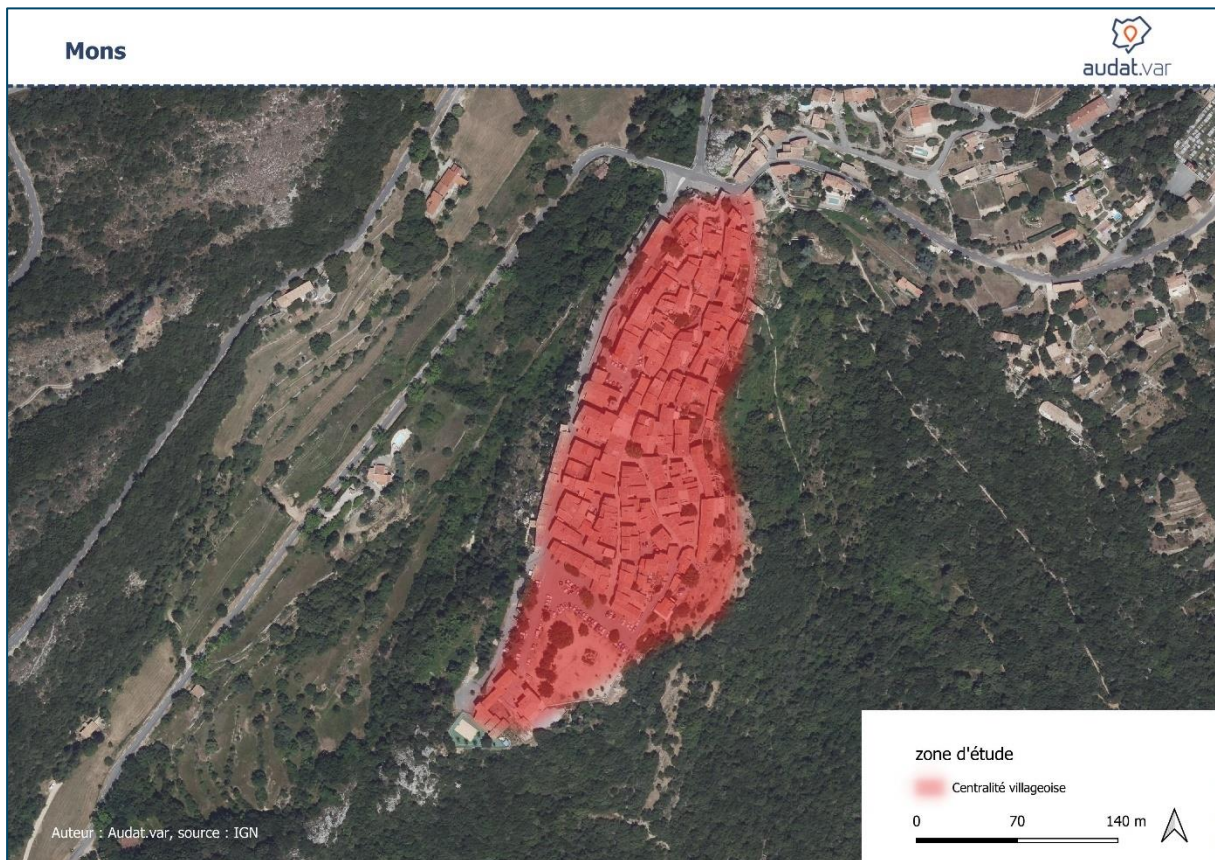 Mons
audat.var
zone d'étude
Centralité villageoise
0 70 140 m
Auteur : Audat.var, source : IGN